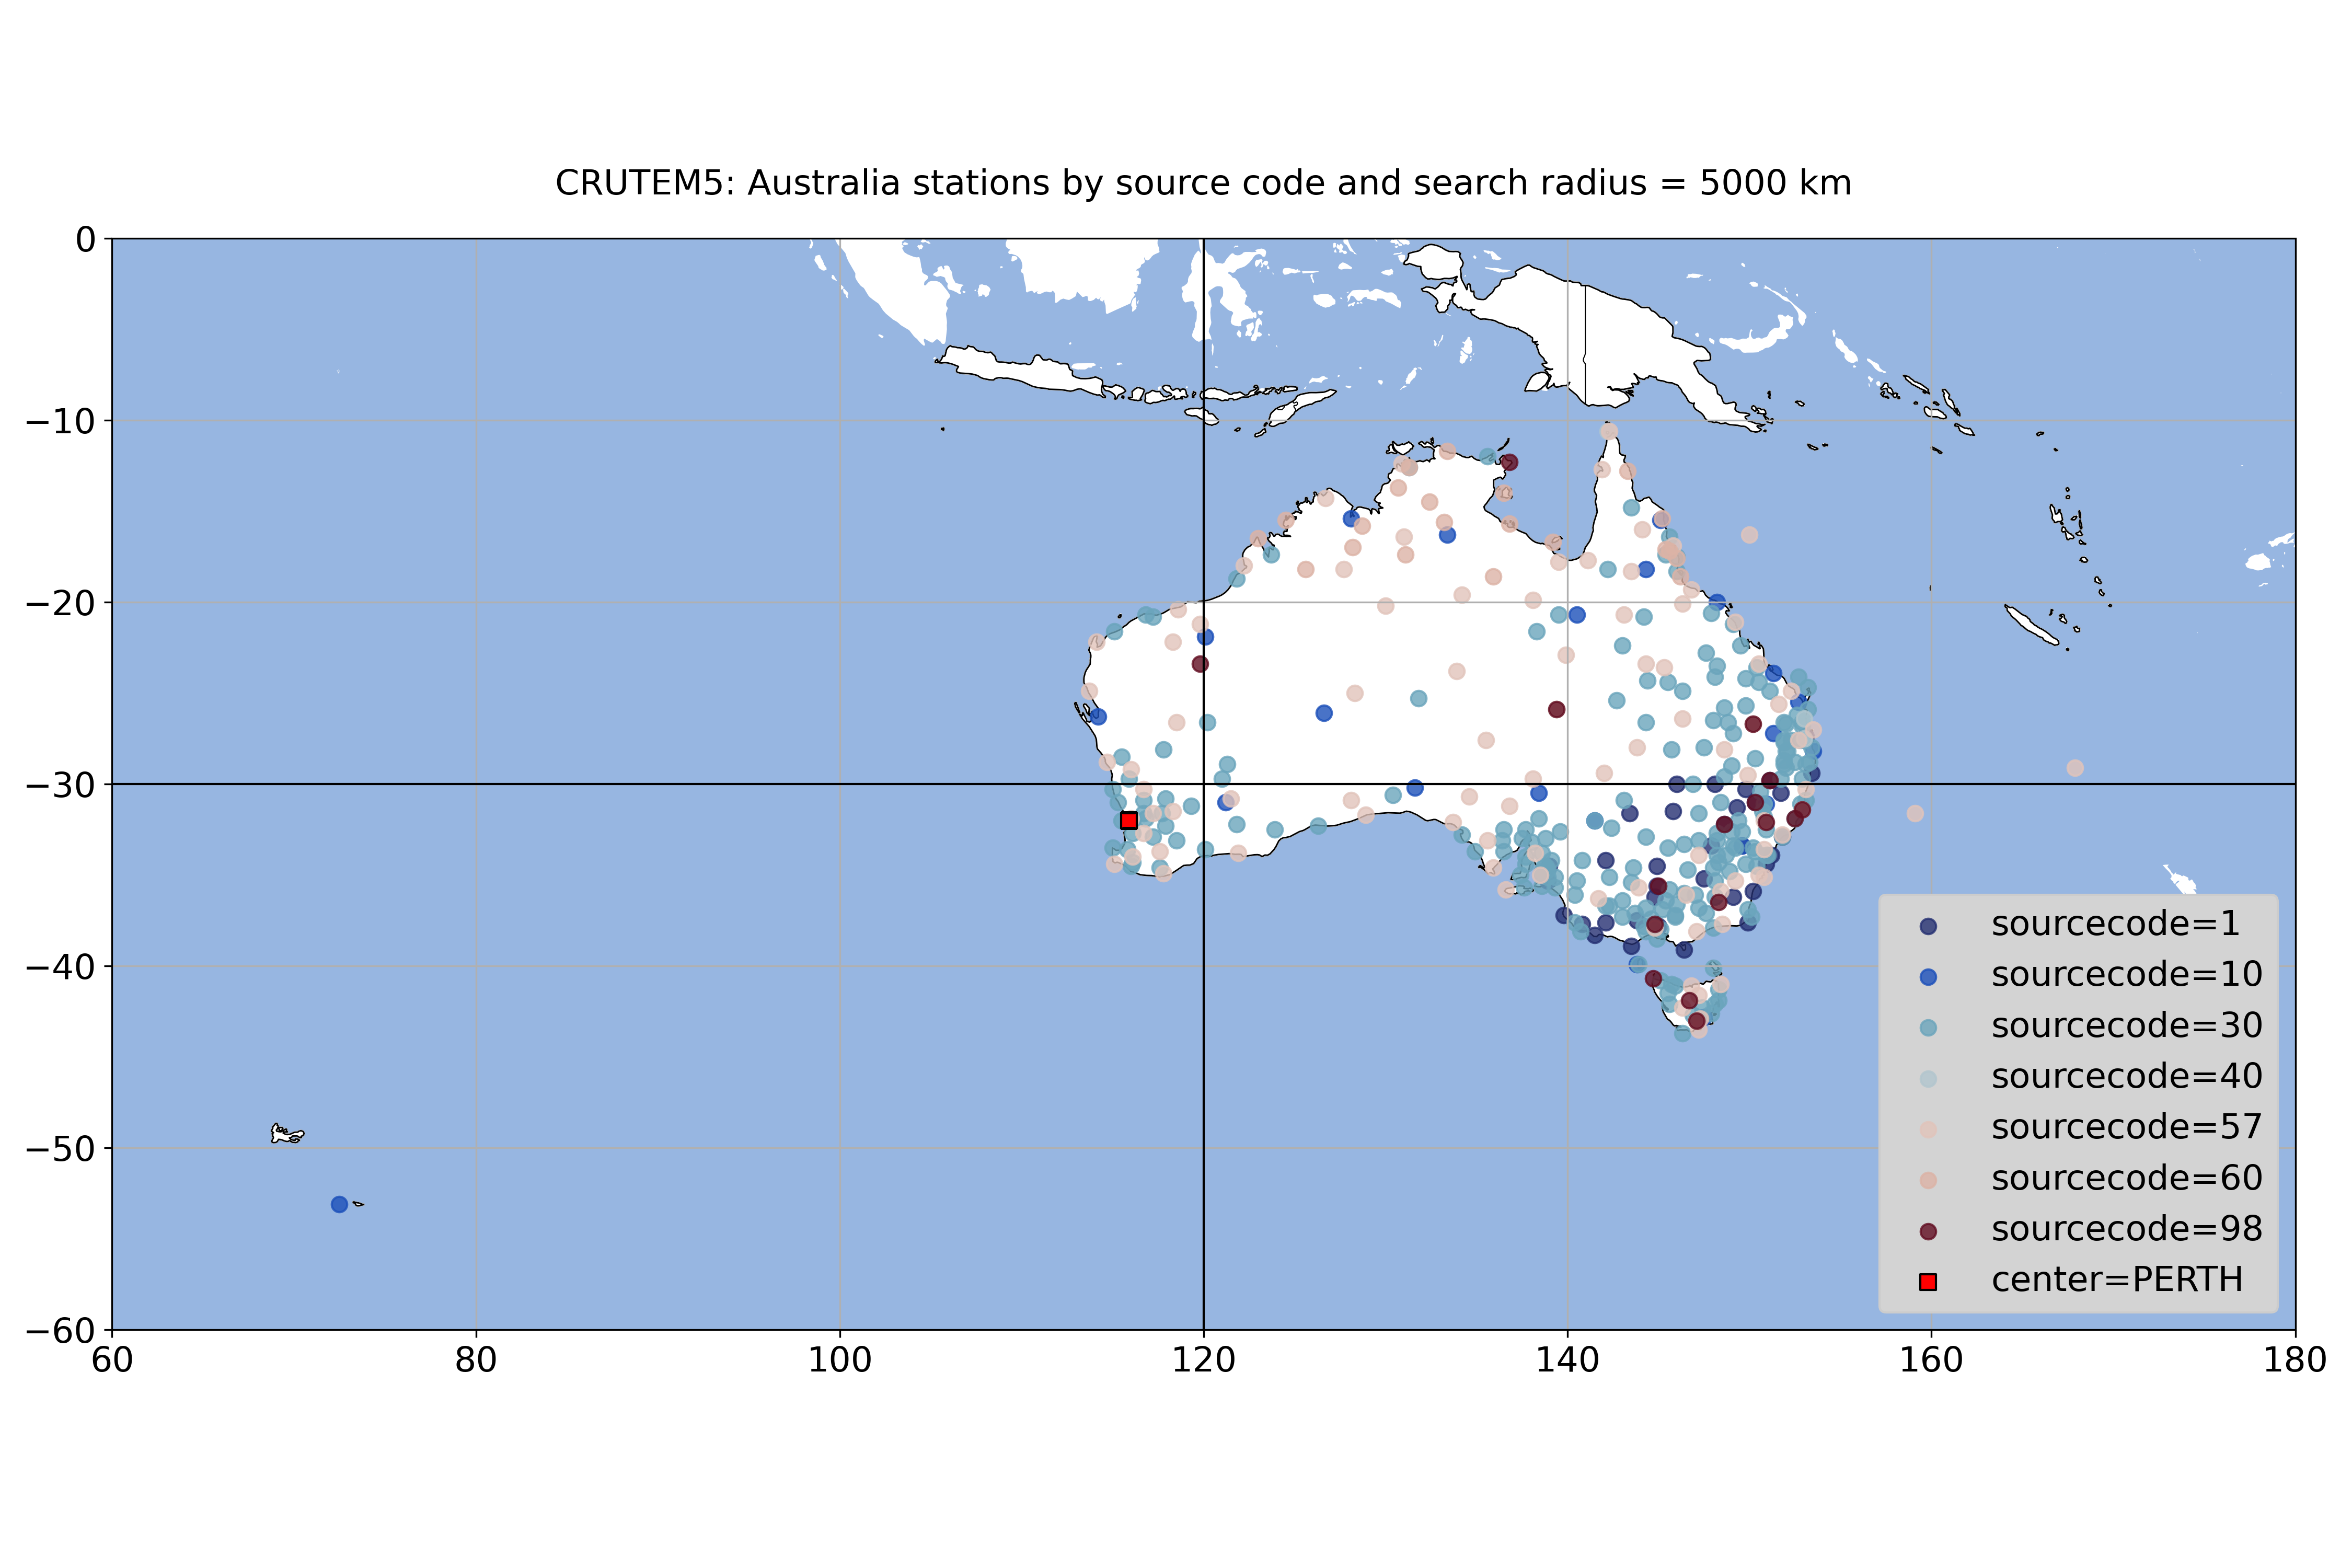 CRUTEM5: Australia stations by source code and search radius = 5000 km
0
−10
−20
−30
−40
−50
−60
60 80 100 120 140 160 180
sourcecode=1
sourcecode=10
sourcecode=30
sourcecode=40
sourcecode=57
sourcecode=60
sourcecode=98
center=PERTH